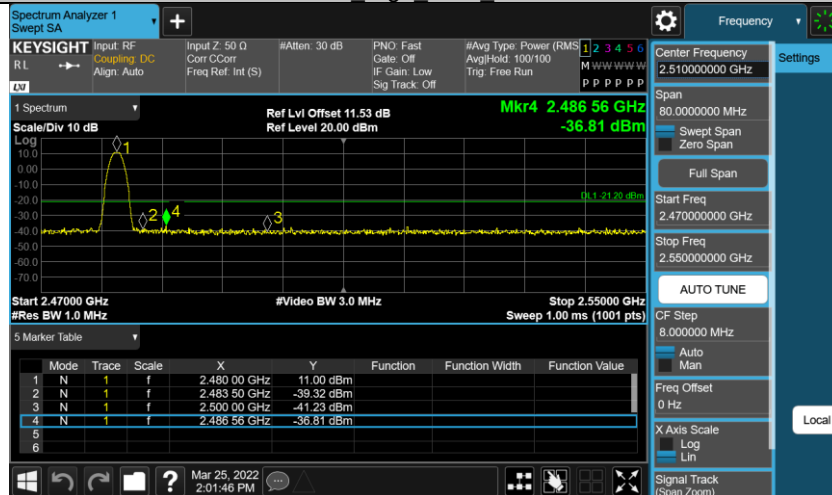 Spectrum Analyzer 1
Swept SA
Frequency
KEYSIGHT
RL
LXI
Input: RF
Coupling: DC
Align: Auto
Input Z: 50 Ω
Corr CCorr
Freq Ref: Int (S)
#Atten: 30 dB
PNO: Fast
Gate: Off
IF Gain: Low
Sig Track: Off
#Avg Type: Power (RMS
Avg|Hold: 100/100
Trig: Free Run
1 2 3 4 5 6
M W W W W W
P P P P P P
1 Spectrum
Scale/Div 10 dB
Ref Lvl Offset 11.53 dB
Ref Level 20.00 dBm
Mkr4 2.486 56 GHz
-36.81 dBm
Log
10.0
0.00
-10.0
-20.0
-30.0
-40.0
-50.0
-60.0
-70.0
1
2
4
3
DL1 -21.20 dBm
Start 2.47000 GHz
#Video BW 3.0 MHz
Stop 2.55000 GHz
#Res BW 1.0 MHz
Sweep 1.00 ms (1001 pts)
5 Marker Table
Mode Trace Scale X Y Function Function Width Function Value
1 N 1 f 2.480 00 GHz 11.00 dBm
2 N 1 f 2.483 50 GHz -39.32 dBm
3 N 1 f 2.500 00 GHz -41.23 dBm
4 N 1 f 2.486 56 GHz -36.81 dBm
5
6
Mar 25, 2022
2:01:46 PM
Center Frequency
2.510000000 GHz
Settings
Span
80.0000000 MHz
Swept Span
Zero Span
Full Span
Start Freq
2.470000000 GHz
Stop Freq
2.550000000 GHz
AUTO TUNE
CF Step
8.000000 MHz
Auto
Man
Freq Offset
0 Hz
Local
X Axis Scale
Log
Lin
Signal Track
(Span Zoom)